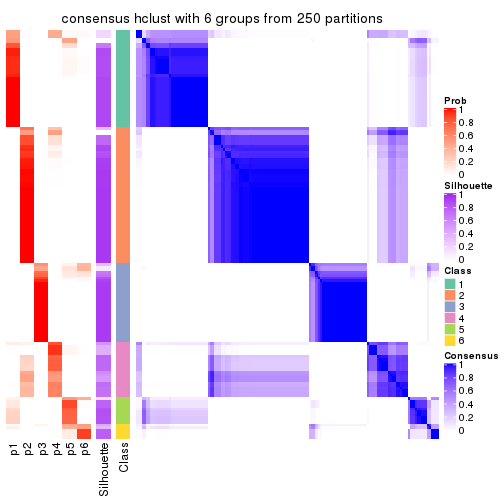 consensus hclust with 6 groups from 250 partitions
Prob
1
0.8
0.6
0.4
0.2
0
Silhouette
1
0.8
0.6
0.4
0.2
0
Class
1
2
3
4
5
6
Consensus
1
0.8
0.6
0.4
0.2
0
p1
p2
p3
p4
p5
p6
Silhouette
Class